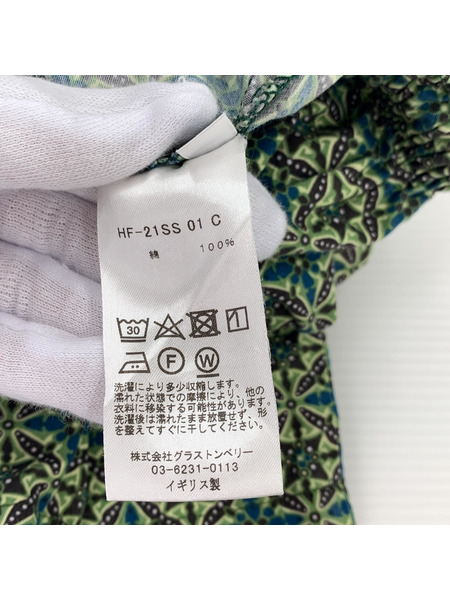 HF-21SS 01 C
綿 100%
30
F W
洗濯により多少収縮します。
濡れた状態での摩擦により、他の
衣料に移染する可能性があります。
洗濯後は濡れたまま放置せず、形
を整えてすぐに干してください。
株式会社グラストンベリー
03-6231-0113
イギリス製